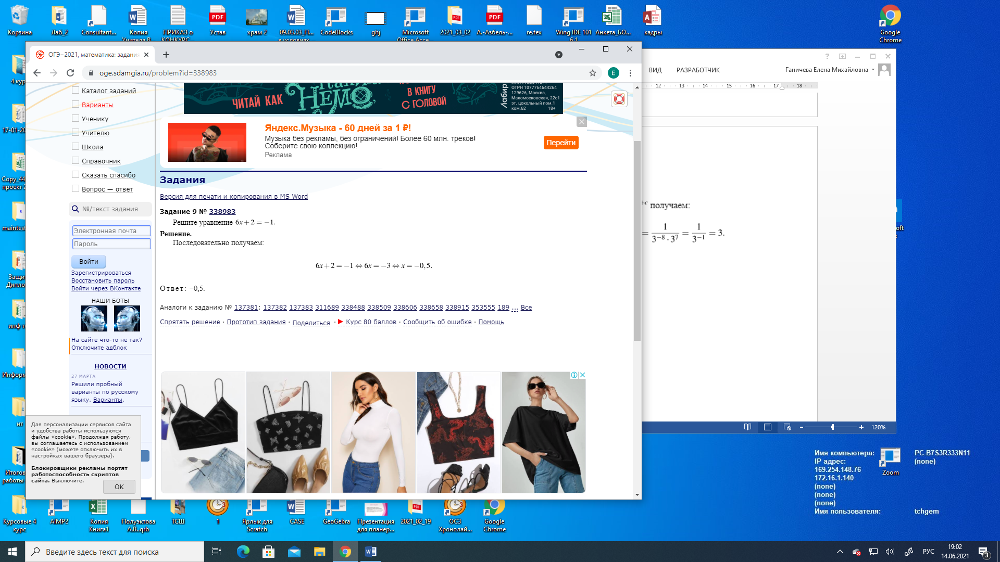 Корзина
Лаб_2
Consultant...
Копия
Учителя В...
ПРИКАЗ о
КОНКУРС...
Устав
храм 2
09.03.03_П...
в условиях ...
CodeBlocks
ghj
Microsoft
Office Acce...
2021_03_02
А.-Азбель-...
re.tex
Wing IDE 101
6.1
Анкета_БО...
кадры
Google
Chrome
ОГЭ–2021, математика: задания
oge.sdamgia.ru/problem?id=338983
E
ВИД
РАЗРАБОТЧИК
Ганичева Елена Михайловна
12 13 14 15 16 17 18
4 кур
17-01-20
Copy_44
проект
maintest
Защи
Дипло
инф т
Информ
ит
Итогов
работы
Каталог заданий
Варианты
Ученику
Учителю
Школа
Справочник
Сказать спасибо
Вопрос — ответ
№/текст задания
Электронная почта
Пароль
Войти
Зарегистрироваться
Восстановить пароль
Войти через ВКонтакте
НАШИ БОТЫ
На сайте что-то не так?
Отключите адблок
НОВОСТИ
27 МАРТА
Решили пробный
варианты по русскому
языку. Варианты.
Для персонализации сервисов сайта
и удобства работы используются
файлы «cookie». Продолжая работу,
вы соглашаетесь с использованием
«cookie» (можете отключить их в
настройках вашего браузера).
Блокировщики рекламы портят
работоспособность скриптов
сайта. Выключите.
OK
ЧИТАЙ КАК
НЕМО
В КНИГУ
С ГОЛОВОЙ
ОГРН 1077764644264
129626, Москва,
Маломосковская, 22с1
эт. цокольный пом.1
ком.62 18+
Яндекс.Музыка - 60 дней за 1 ₽!
Музыка без рекламы, без ограничений! Более 60 млн. треков!
Соберите свою коллекцию!
Реклама
Перейти
Задания
Версия для печати и копирования в MS Word
Задание 9 № 338983
Решите уравнение 6x + 2 = −1.
Решение.
Последовательно получаем:
6x + 2 = −1 ⇔ 6x = −3 ⇔ x = −0,5.
Ответ: −0,5.
Аналоги к заданию № 137381: 137382 137383 311689 338488 338509 338606 338658 338915 353555 189 ... Все
Спрятать решение · Прототип задания · Поделиться · Курс 80 баллов · Сообщить об ошибке · Помощь
+c получаем:
= 1/(3⁻⁸ · 3⁷) = 1/3⁻¹ = 3.
120%
Имя компьютера: PC-B7S3R333N11
IP адрес: (none)
169.254.148.76
172.16.1.140
(none)
(none)
(none)
Имя пользователя: tchgem
Zoom
Курсовые 4
курс
AIMP2
Копия
Книга1
Полуэктова
А.В..qrb
ТСШ
1
Ярлык для
Scratch
CASE
GeoGebra
Презентация
для планер...
2021_02_19
ОС3
Хронолай...
Google
Chrome
Введите здесь текст для поиска
РУС
19:02
14.06.2021
3